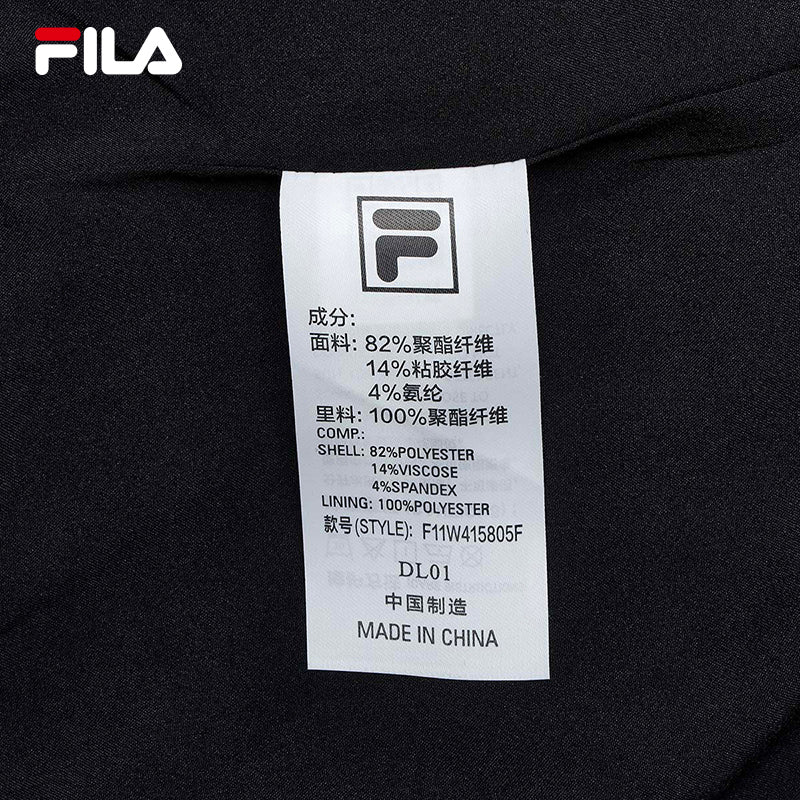 FILA
F
成分:
面料: 82%聚酯纤维
14%粘胶纤维
4%氨纶
里料: 100%聚酯纤维
COMP.:
SHELL: 82%POLYESTER
14%VISCOSE
4%SPANDEX
LINING: 100%POLYESTER
款号(STYLE): F11W415805F
DL01
中国制造
MADE IN CHINA